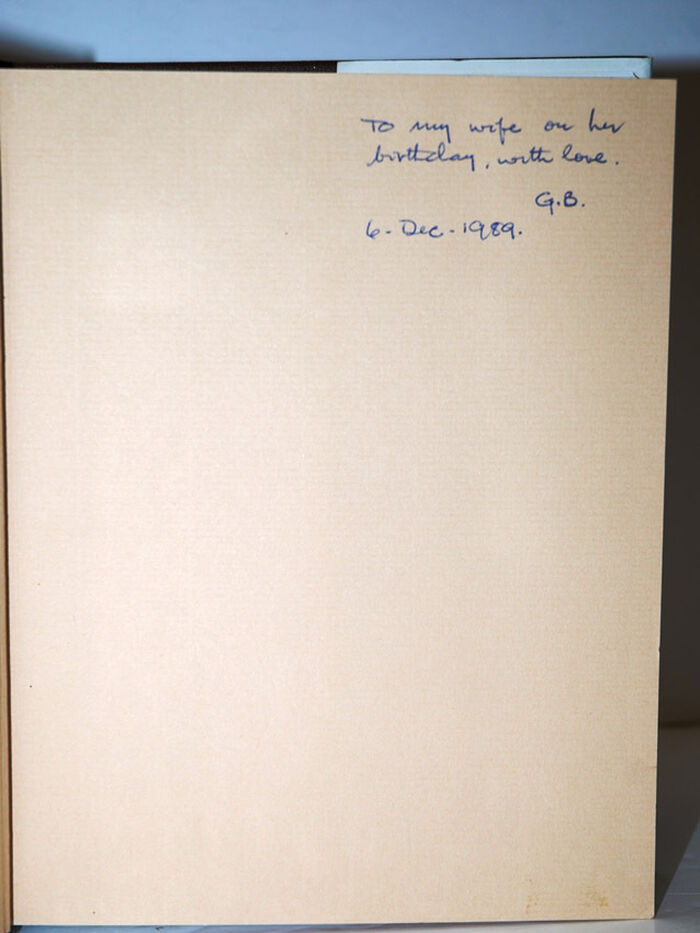 To my wife on her
birthday, with love.
G.B.
6 - Dec - 1989.